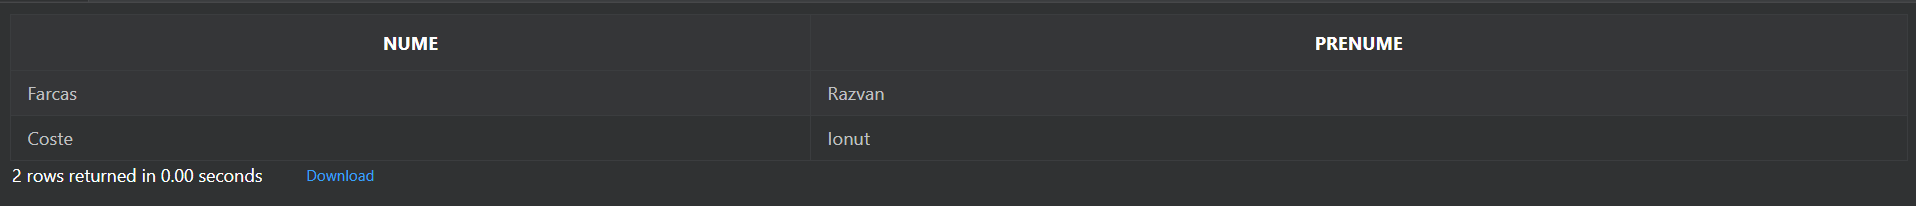 NUME PRENUME
Farcas Razvan
Coste Ionut
2 rows returned in 0.00 seconds Download